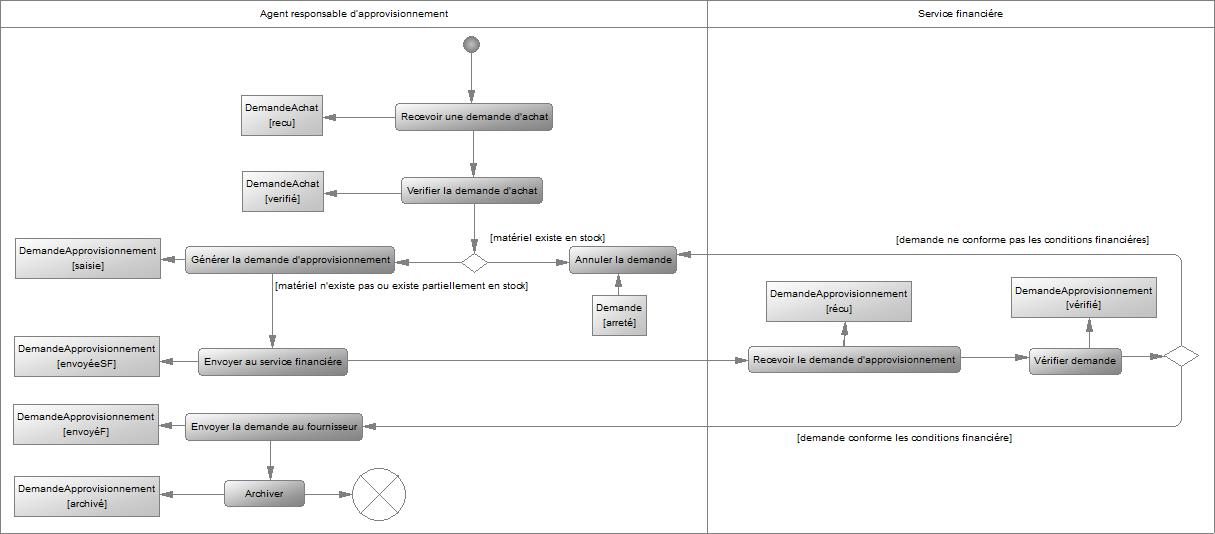 Agent responsable d'approvisionnement
Service financiére
DemandeAchat
[recu]
Recevoir une demande d'achat
DemandeAchat
[verifié]
Verifier la demande d'achat
[matériel existe en stock]
[demande ne conforme pas les conditions financiéres]
DemandeApprovisionnement
[saisie]
Générer la demande d'approvisionnement
Annuler la demande
[matériel n'existe pas ou existe partiellement en stock]
Demande
[arreté]
DemandeApprovisionnement
[récu]
DemandeApprovisionnement
[vérifié]
DemandeApprovisionnement
[envoyéeSF]
Envoyer au service financiére
Recevoir le demande d'approvisionnement
Vérifier demande
DemandeApprovisionnement
[envoyéF]
Envoyer la demande au fournisseur
[demande conforme les conditions financiére]
DemandeApprovisionnement
[archivé]
Archiver